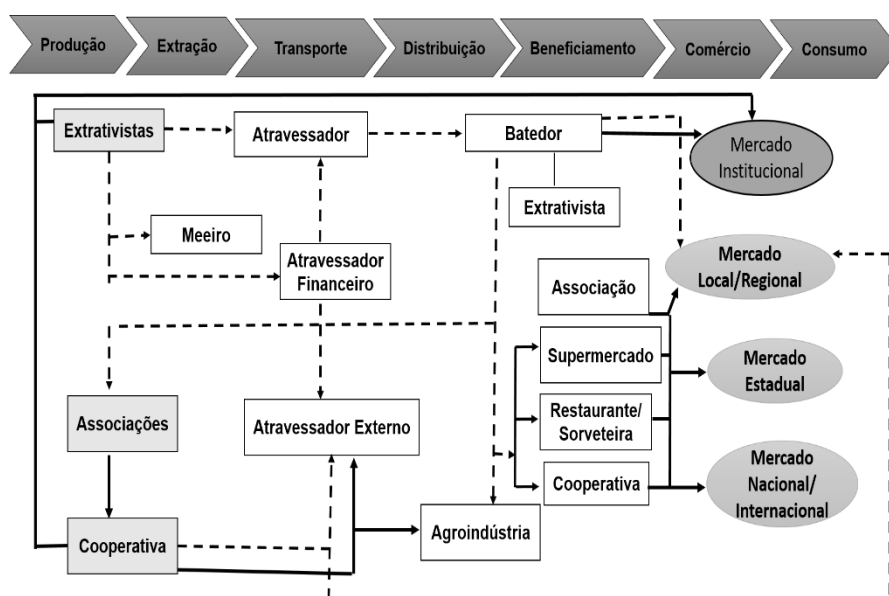 Produção
Extração
Transporte
Distribuição
Beneficiamento
Comércio
Consumo
Extrativistas
Atravessador
Batedor
Mercado
Institucional
Extrativista
Meeiro
Atravessador
Financeiro
Mercado
Local/Regional
Associação
Supermercado
Mercado
Estadual
Associações
Atravessador Externo
Restaurante/
Sorveteira
Cooperativa
Mercado
Nacional/
Internacional
Agroindústria
Cooperativa